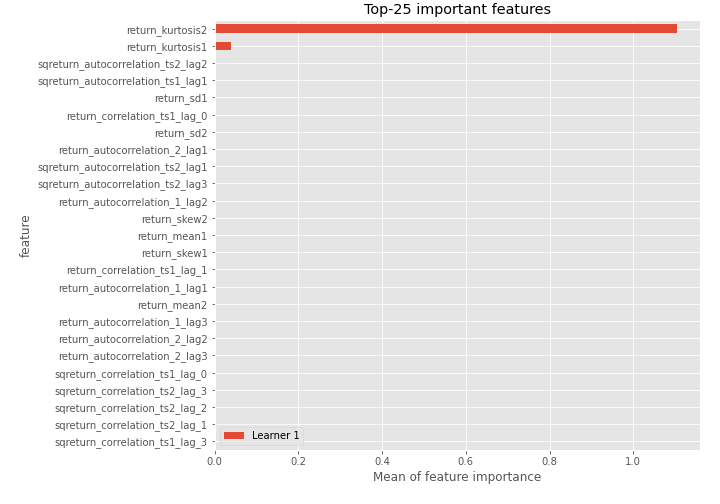 Top-25 important features
return_kurtosis2
return_kurtosis1
sqreturn_autocorrelation_ts2_lag2
sqreturn_autocorrelation_ts1_lag1
return_sd1
return_correlation_ts1_lag_0
return_sd2
return_autocorrelation_2_lag1
sqreturn_autocorrelation_ts2_lag1
sqreturn_autocorrelation_ts2_lag3
return_autocorrelation_1_lag2
return_skew2
return_mean1
return_skew1
return_correlation_ts1_lag_1
return_autocorrelation_1_lag1
return_mean2
return_autocorrelation_1_lag3
return_autocorrelation_2_lag2
return_autocorrelation_2_lag3
sqreturn_correlation_ts1_lag_0
sqreturn_correlation_ts2_lag_3
sqreturn_correlation_ts2_lag_2
sqreturn_correlation_ts2_lag_1
sqreturn_correlation_ts1_lag_3
feature
Learner 1
0.0 0.2 0.4 0.6 0.8 1.0
Mean of feature importance